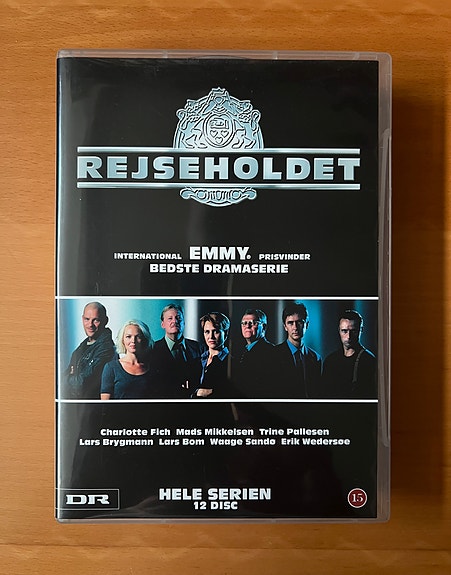 REJSEHOLDET
INTERNATIONAL EMMY® PRISVINDER
BEDSTE DRAMASERIE
Charlotte Fich Mads Mikkelsen Trine Pallesen
Lars Brygmann Lars Bom Waage Sandø Erik Wedersøe
DR
HELE SERIEN
12 DISC
15